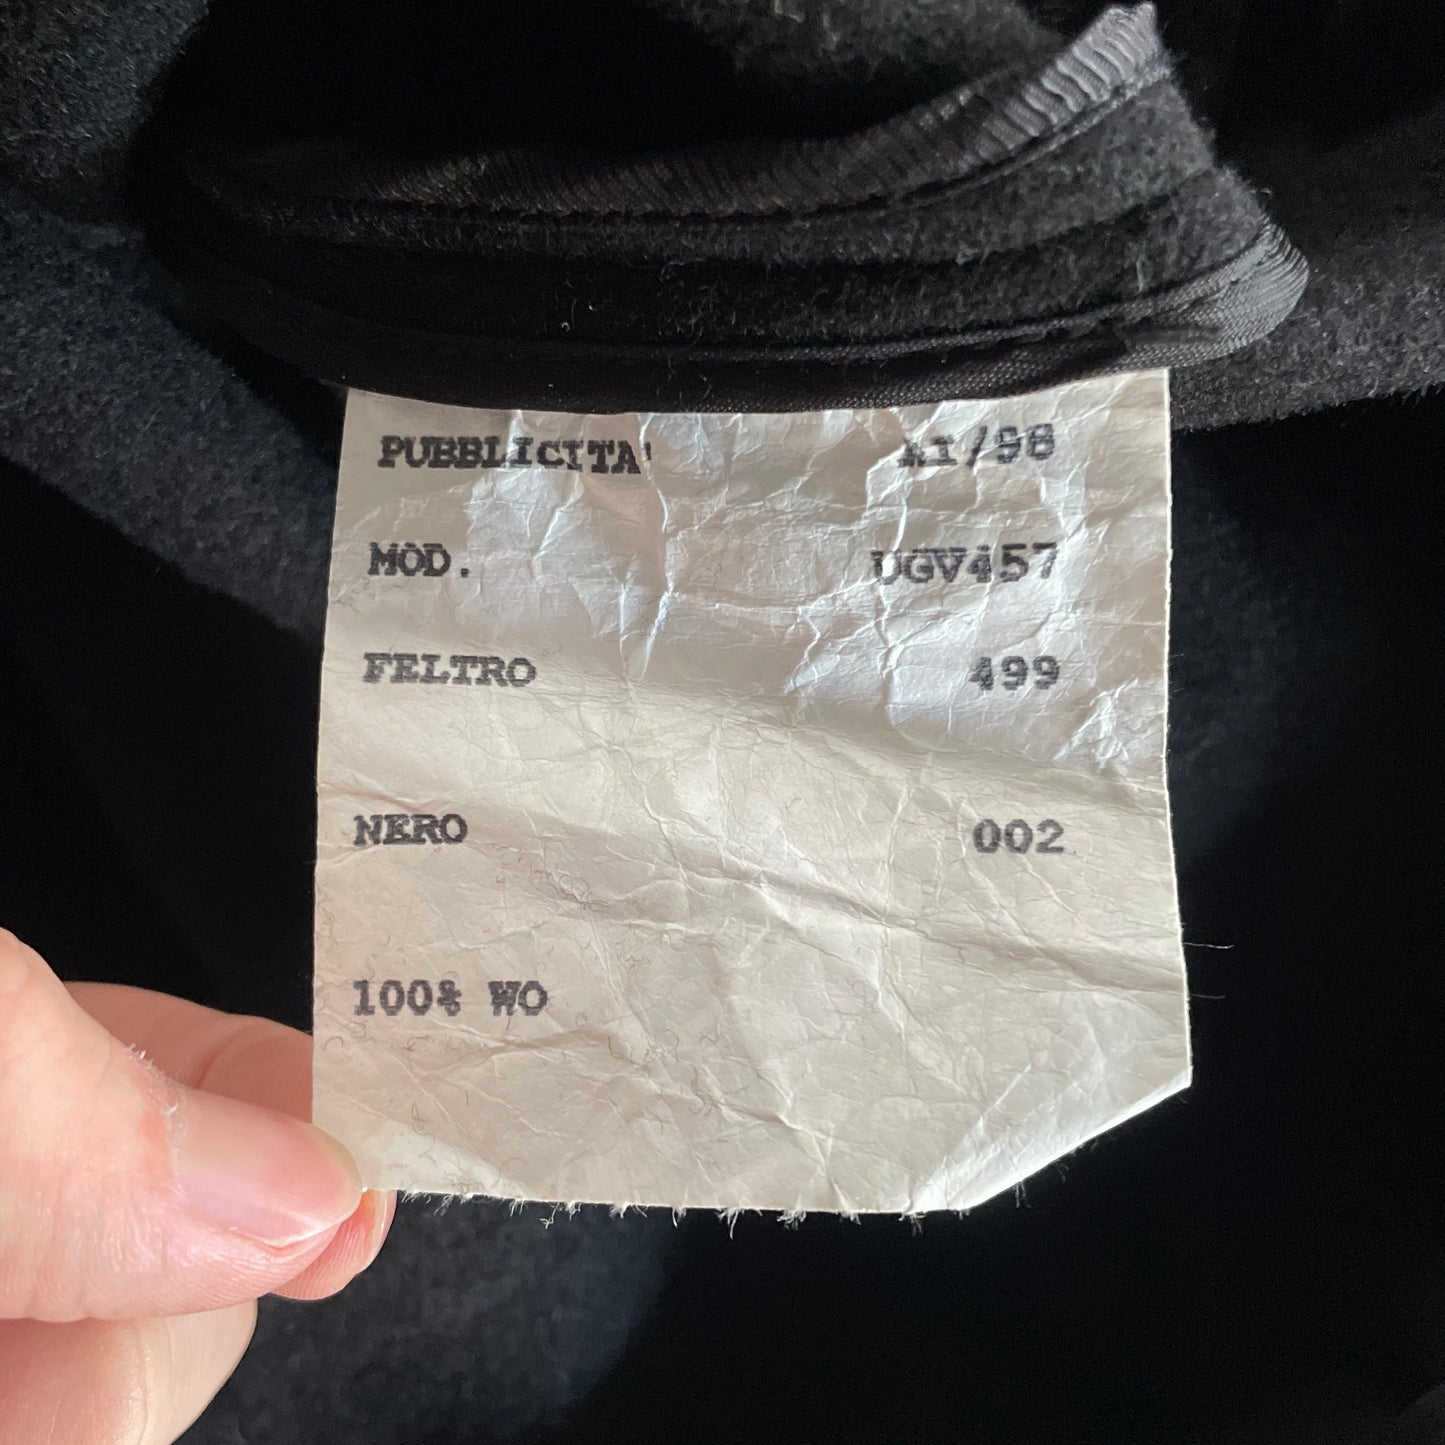 PUBBLICITA' AI/98
MOD. UGV457
FELTRO 499
NERO 002
100% WO